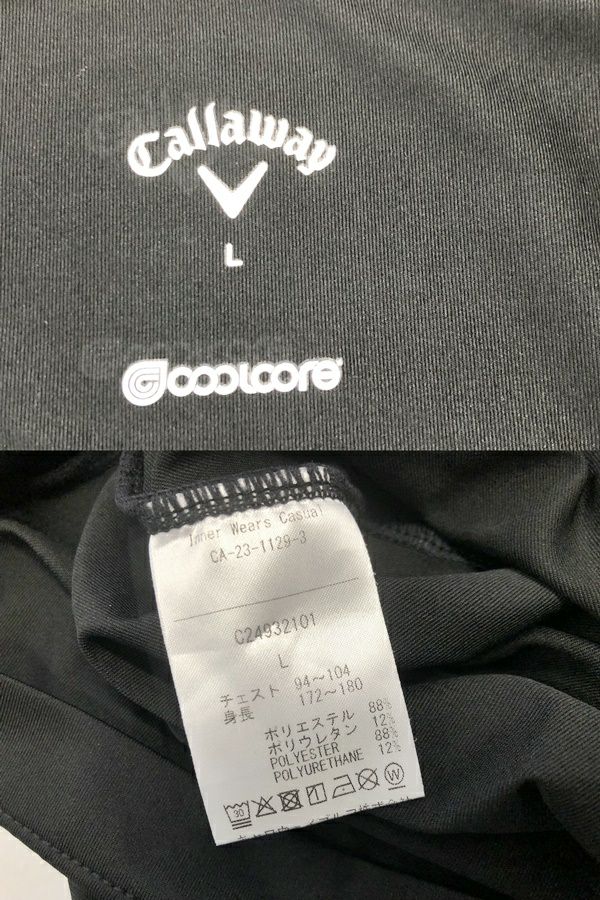 Callaway
L
COOLCORE
Inner Wears Casual
CA-23-1129-3
C24932101
L
チェスト 94～104
身長 172～180
ポリエステル 88%
ポリウレタン 12%
POLYESTER 88%
POLYURETHANE 12%
30
W